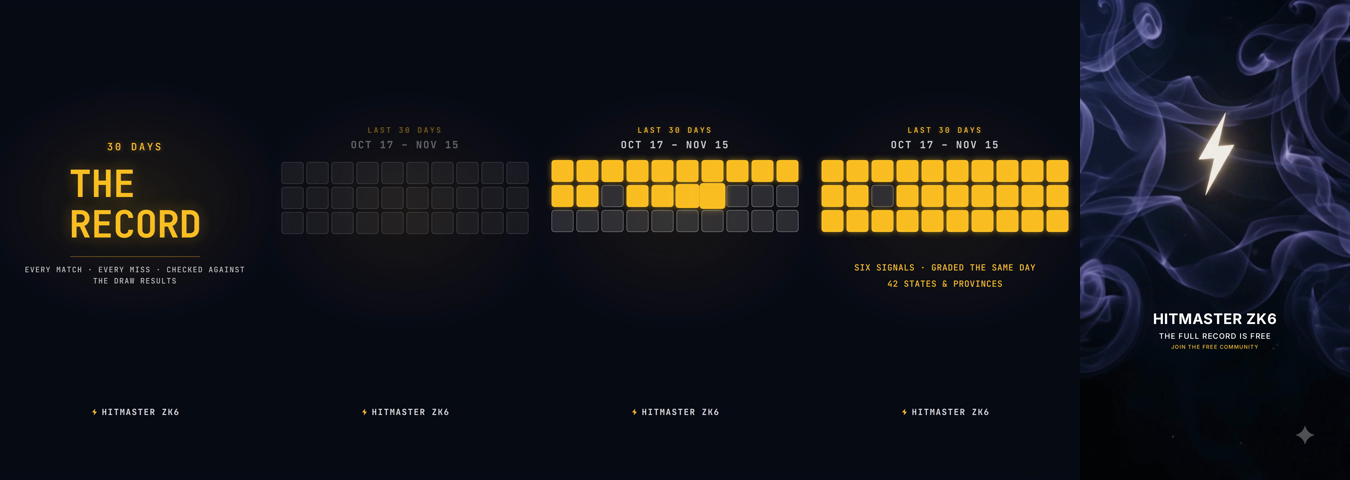 30 DAYS
THE
RECORD
EVERY MATCH · EVERY MISS · CHECKED AGAINST
THE DRAW RESULTS
HITMASTER ZK6
LAST 30 DAYS
OCT 17 – NOV 15
HITMASTER ZK6
LAST 30 DAYS
OCT 17 – NOV 15
HITMASTER ZK6
LAST 30 DAYS
OCT 17 – NOV 15
SIX SIGNALS · GRADED THE SAME DAY
42 STATES & PROVINCES
HITMASTER ZK6
HITMASTER ZK6
THE FULL RECORD IS FREE
JOIN THE FREE COMMUNITY